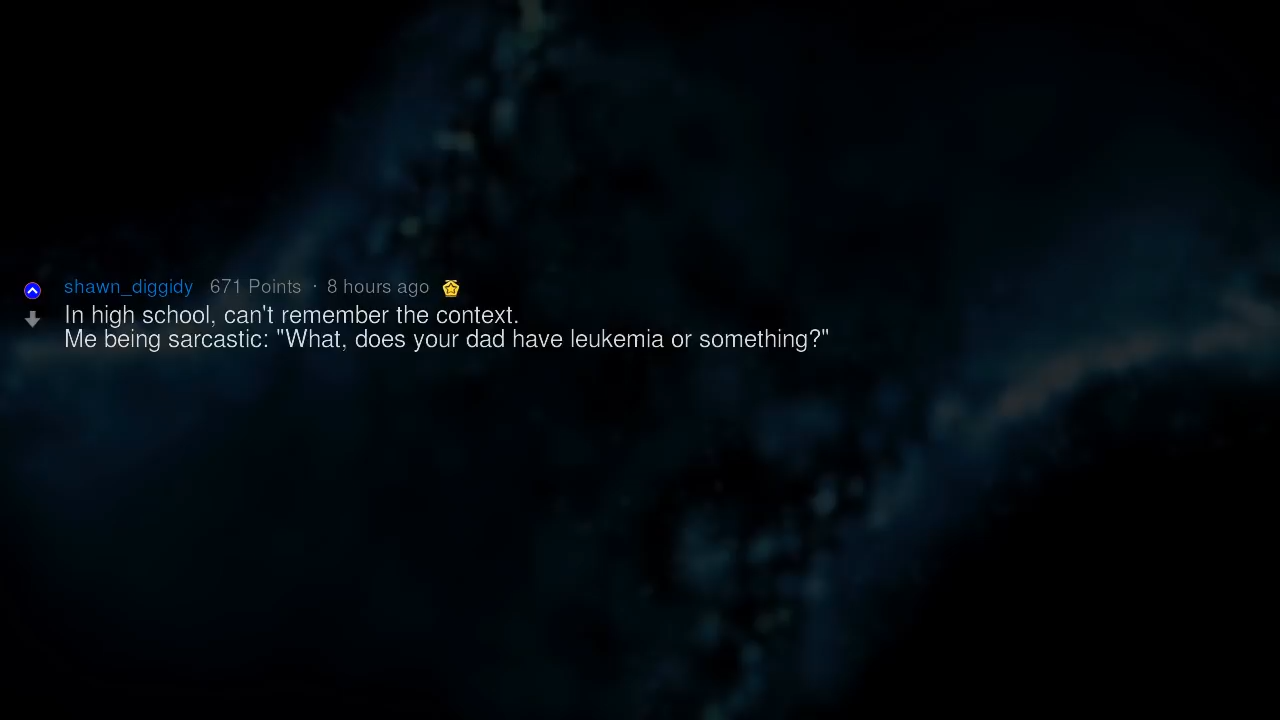 shawn_diggidy 671 Points · 8 hours ago
In high school, can't remember the context.
Me being sarcastic: "What, does your dad have leukemia or something?"